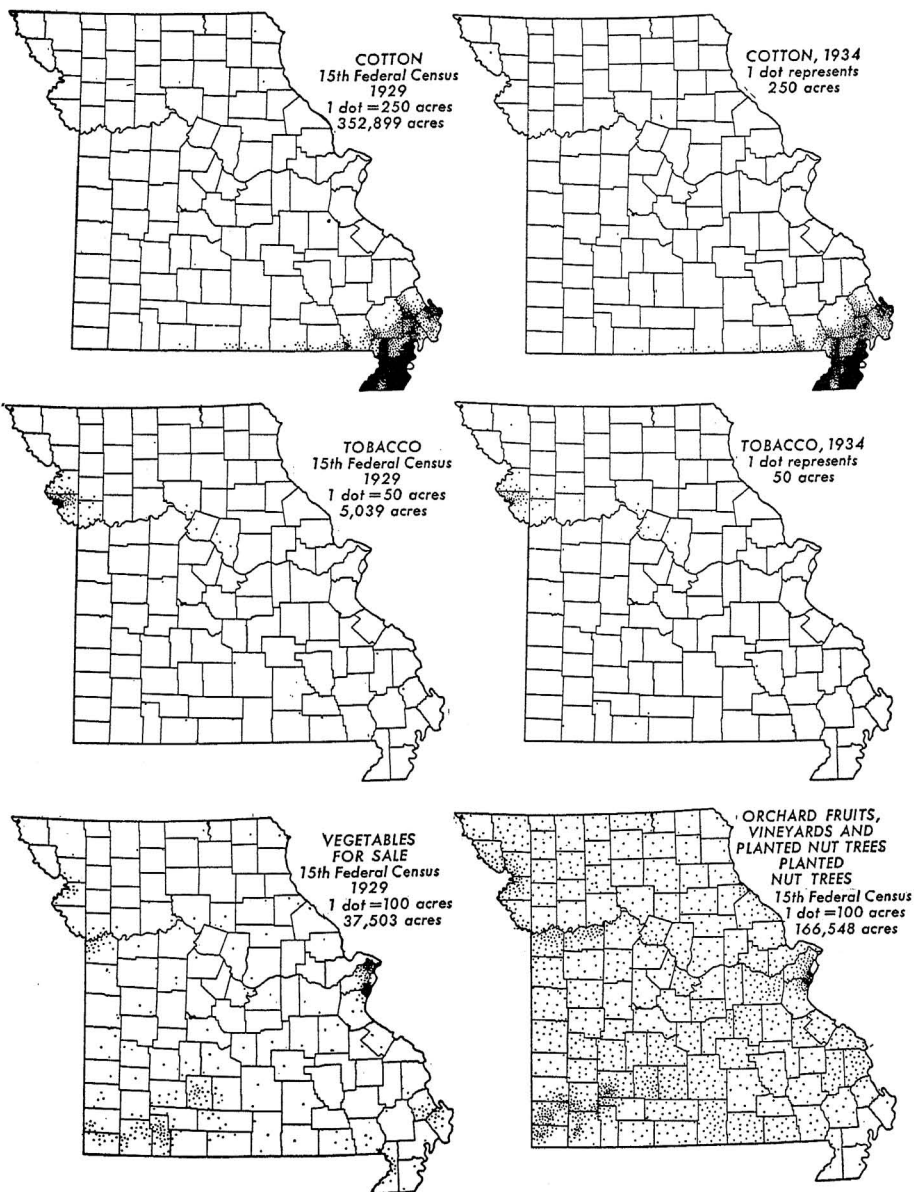 COTTON
15th Federal Census
1929
1 dot = 250 acres
352,899 acres
COTTON, 1934
1 dot represents
250 acres
TOBACCO
15th Federal Census
1929
1 dot = 50 acres
5,039 acres
TOBACCO, 1934
1 dot represents
50 acres
VEGETABLES
FOR SALE
15th Federal Census
1929
1 dot = 100 acres
37,503 acres
ORCHARD FRUITS,
VINEYARDS AND
PLANTED NUT TREES
PLANTED
NUT TREES
15th Federal Census
1 dot = 100 acres
166,548 acres